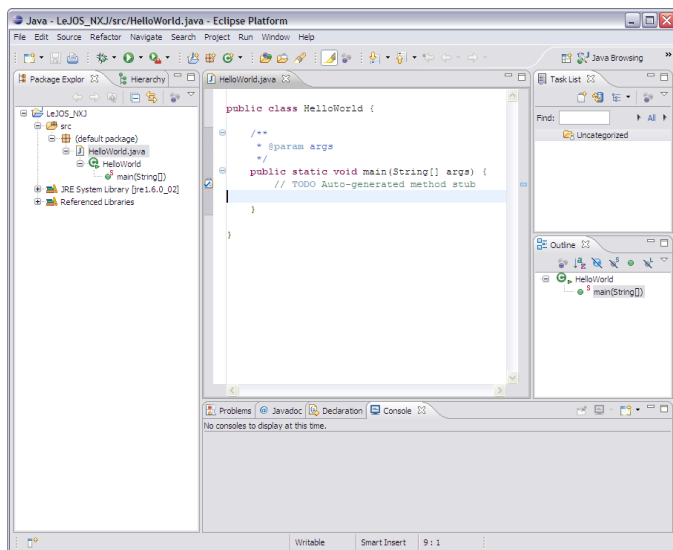 Java - LeJOS_NXJ/src/HelloWorld.java - Eclipse Platform
File Edit Source Refactor Navigate Search Project Run Window Help
Java Browsing »
Package Explor Hierarchy
LeJOS_NXJ
src
(default package)
HelloWorld.java
HelloWorld
main(String[])
JRE System Library [jre1.6.0_02]
Referenced Libraries
HelloWorld.java
public class HelloWorld {
/**
* @param args
*/
public static void main(String[] args) {
// TODO Auto-generated method stub
}
}
Task List
Find: All
Uncategorized
Outline
HelloWorld
main(String[])
Problems @ Javadoc Declaration Console
No consoles to display at this time.
Writable Smart Insert 9 : 1